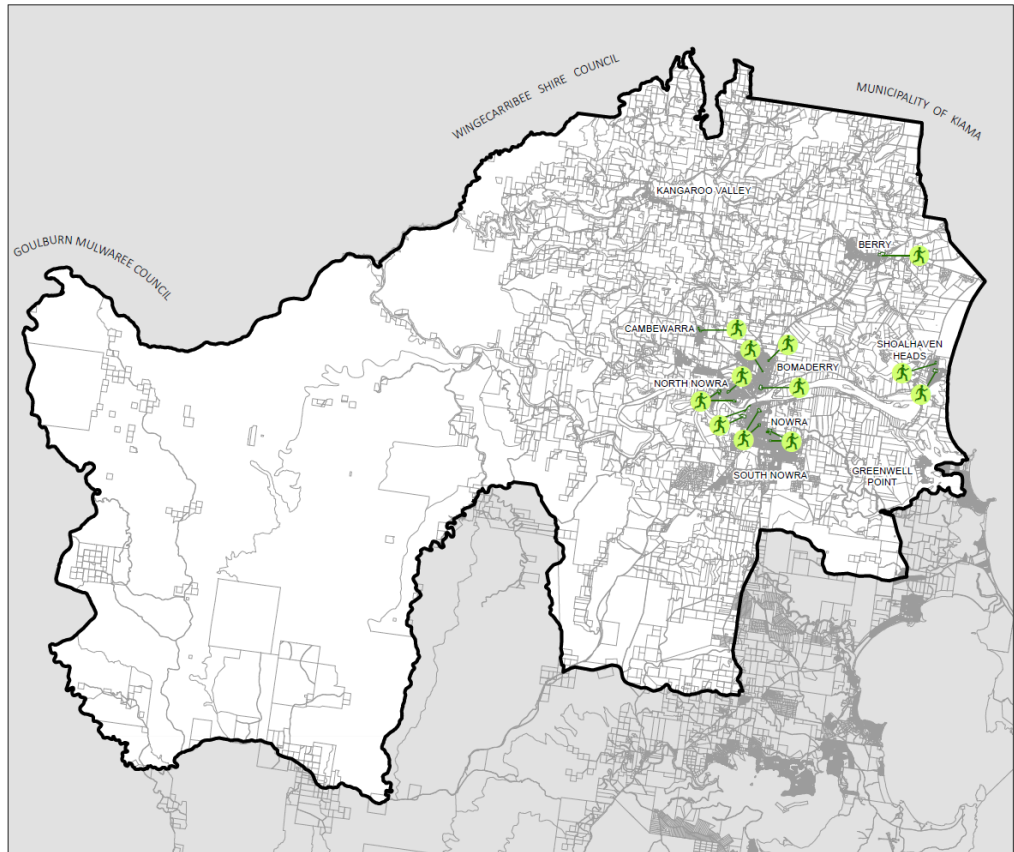 WINGECARRIBEE SHIRE COUNCIL
MUNICIPALITY OF KIAMA
KANGAROO VALLEY
GOULBURN MULWAREE COUNCIL
BERRY
CAMBEWARRA
SHOALHAVEN
HEADS
BOMADERRY
NORTH NOWRA
NOWRA
SOUTH NOWRA
GREENWELL
POINT